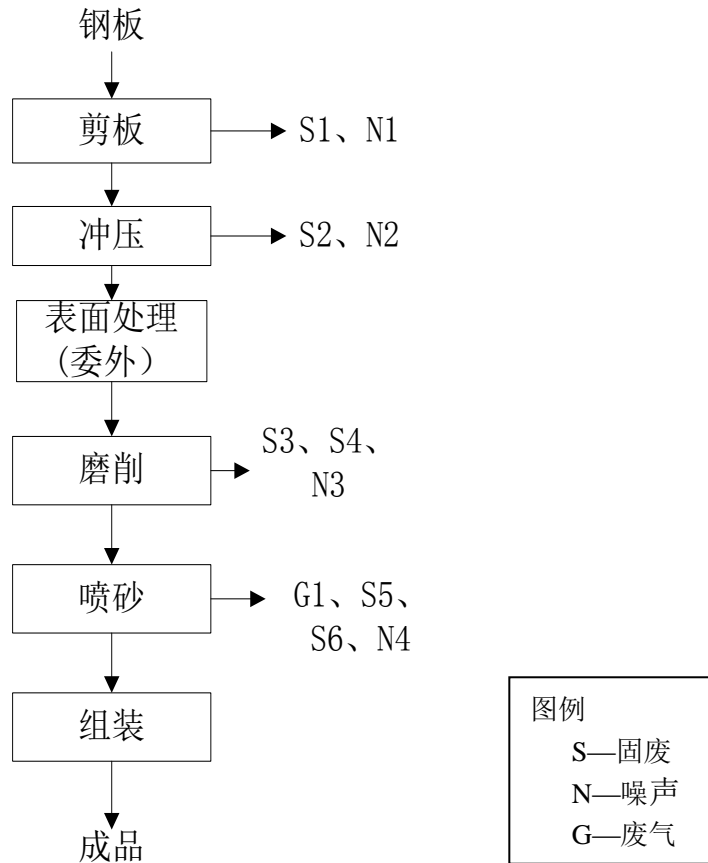 钢板
剪板
S1、N1
冲压
S2、N2
表面处理
(委外）
磨削
S3、S4、
N3
喷砂
G1、S5、
S6、N4
组装
成品
图例
S—固废
N—噪声
G—废气